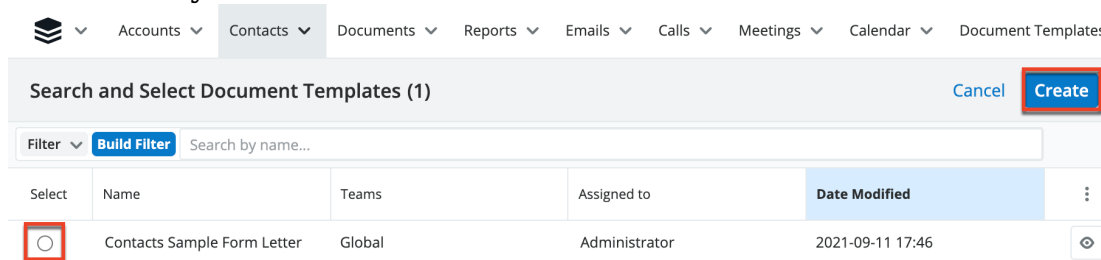 Accounts Contacts Documents Reports Emails Calls Meetings Calendar Document Templates
Search and Select Document Templates (1) Cancel Create
Filter Build Filter Search by name...
Select Name Teams Assigned to Date Modified
Contacts Sample Form Letter Global Administrator 2021-09-11 17:46